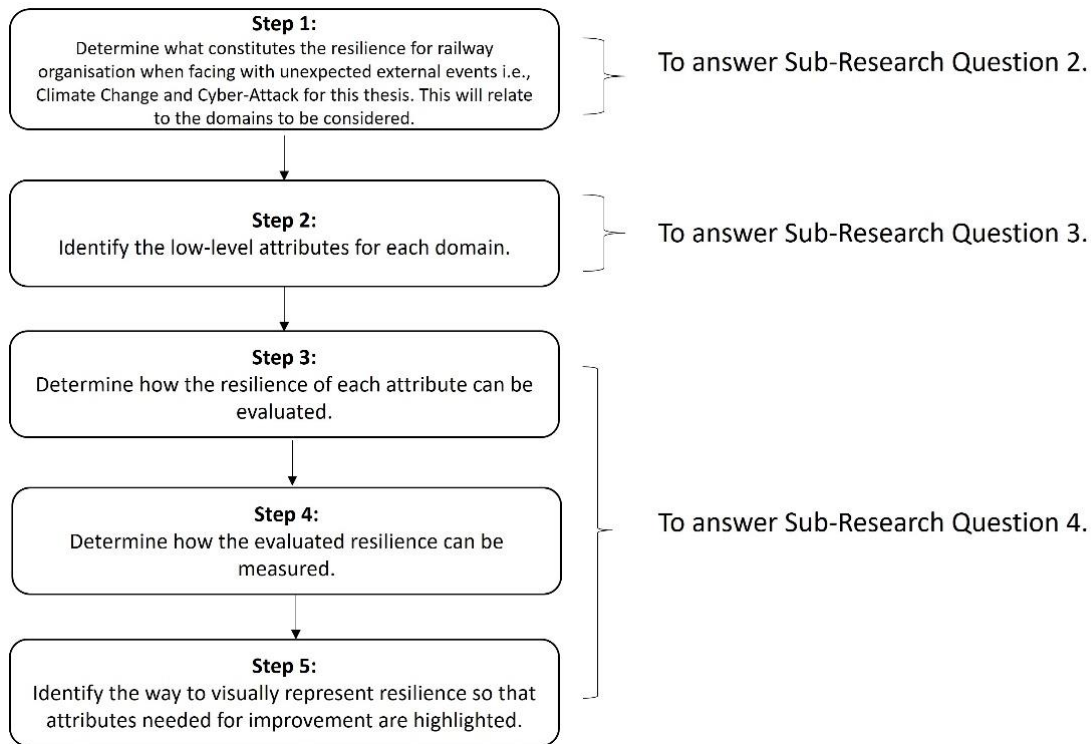 Step 1:
Determine what constitutes the resilience for railway
organisation when facing with unexpected external events i.e.,
Climate Change and Cyber-Attack for this thesis. This will relate
to the domains to be considered.
To answer Sub-Research Question 2.
Step 2:
Identify the low-level attributes for each domain.
To answer Sub-Research Question 3.
Step 3:
Determine how the resilience of each attribute can be
evaluated.
Step 4:
Determine how the evaluated resilience can be
measured.
Step 5:
Identify the way to visually represent resilience so that
attributes needed for improvement are highlighted.
To answer Sub-Research Question 4.